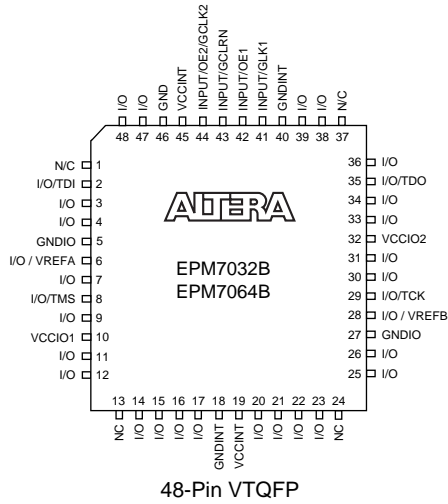 INPUT/OE2/GCLK2
INPUT/GCLRN
INPUT/OE1
INPUT/GLK1
I/O
I/O
GND
VCCINT
GNDINT
I/O
I/O
N/C
48 47 46 45 44 43 42 41 40 39 38 37
N/C 1
I/O/TDI 2
I/O 3
I/O 4
GNDIO 5
I/O / VREFA 6
I/O 7
I/O/TMS 8
I/O 9
VCCIO1 10
I/O 11
I/O 12
ALTERA
EPM7032B
EPM7064B
36 I/O
35 I/O/TDO
34 I/O
33 I/O
32 VCCIO2
31 I/O
30 I/O
29 I/O/TCK
28 I/O / VREFB
27 GNDIO
26 I/O
25 I/O
13 14 15 16 17 18 19 20 21 22 23 24
NC
I/O
I/O
I/O
I/O
GNDINT
VCCINT
I/O
I/O
I/O
I/O
NC
48-Pin VTQFP